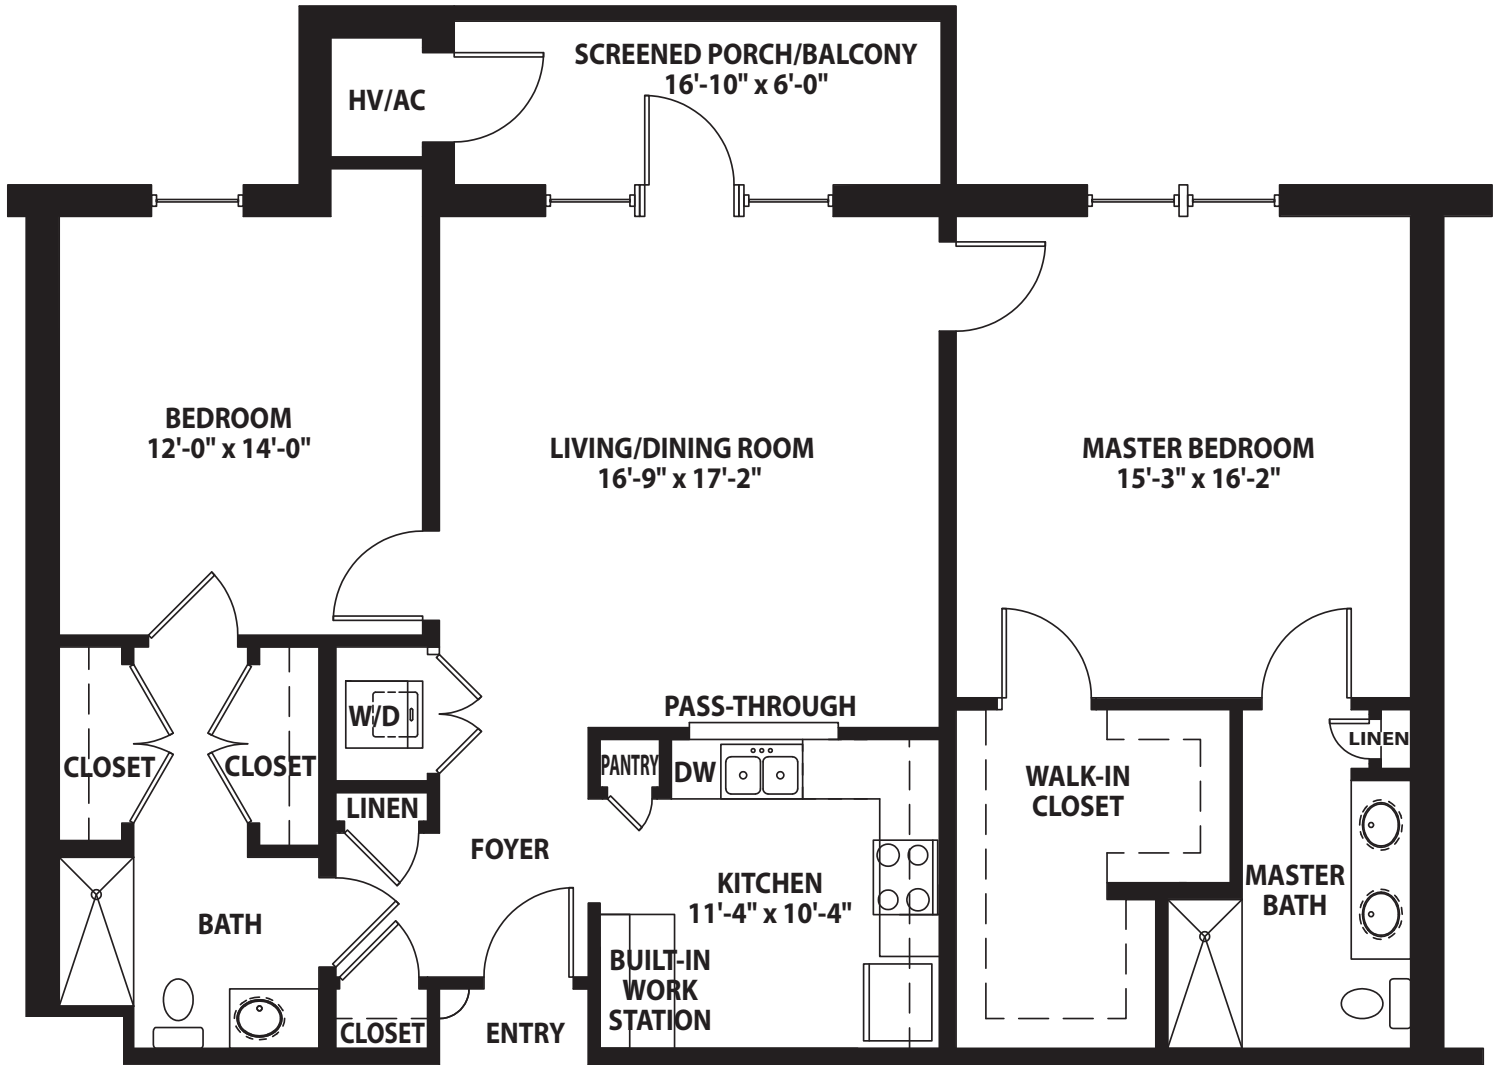 SCREENED PORCH/BALCONY
16'-10" x 6'-0"
HV/AC
BEDROOM
12'-0" x 14'-0"
LIVING/DINING ROOM
16'-9" x 17'-2"
MASTER BEDROOM
15'-3" x 16'-2"
PASS-THROUGH
W/D
CLOSET
CLOSET
PANTRY
DW
LINEN
WALK-IN
CLOSET
LINEN
FOYER
KITCHEN
11'-4" x 10'-4"
MASTER
BATH
BATH
BUILT-IN
WORK
STATION
CLOSET
ENTRY